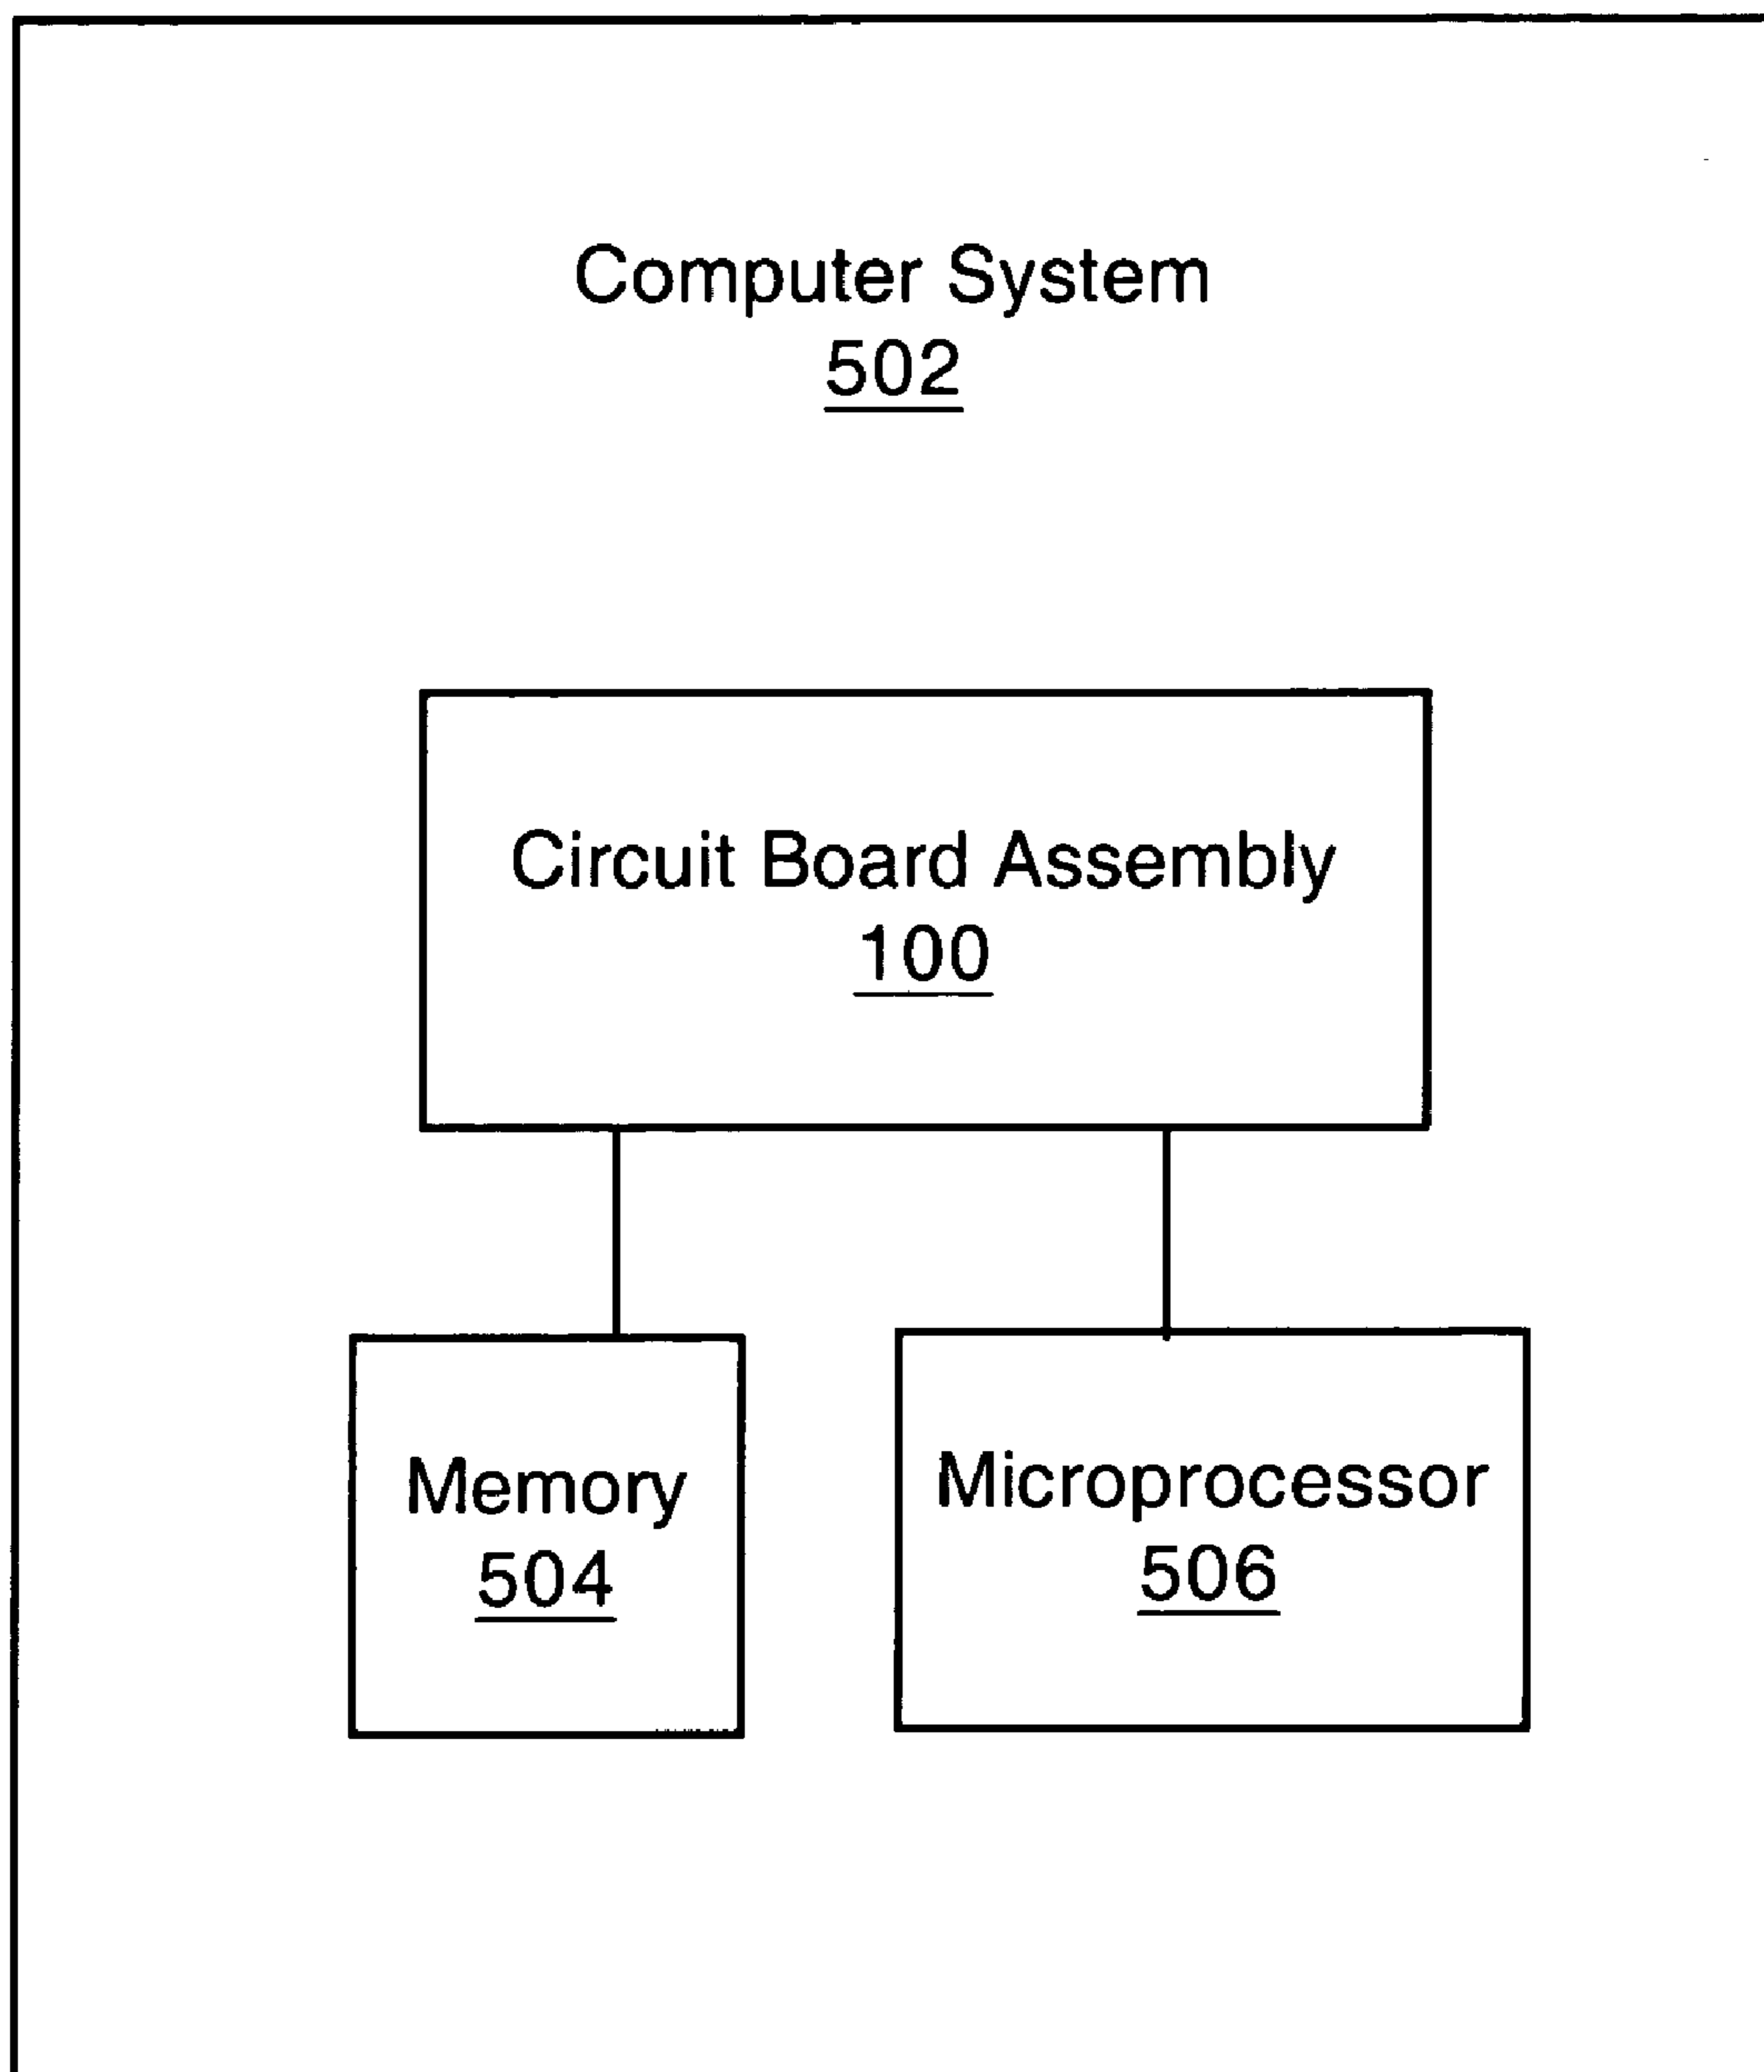 Computer System
502
Circuit Board Assembly
100
Memory
504
Microprocessor
506